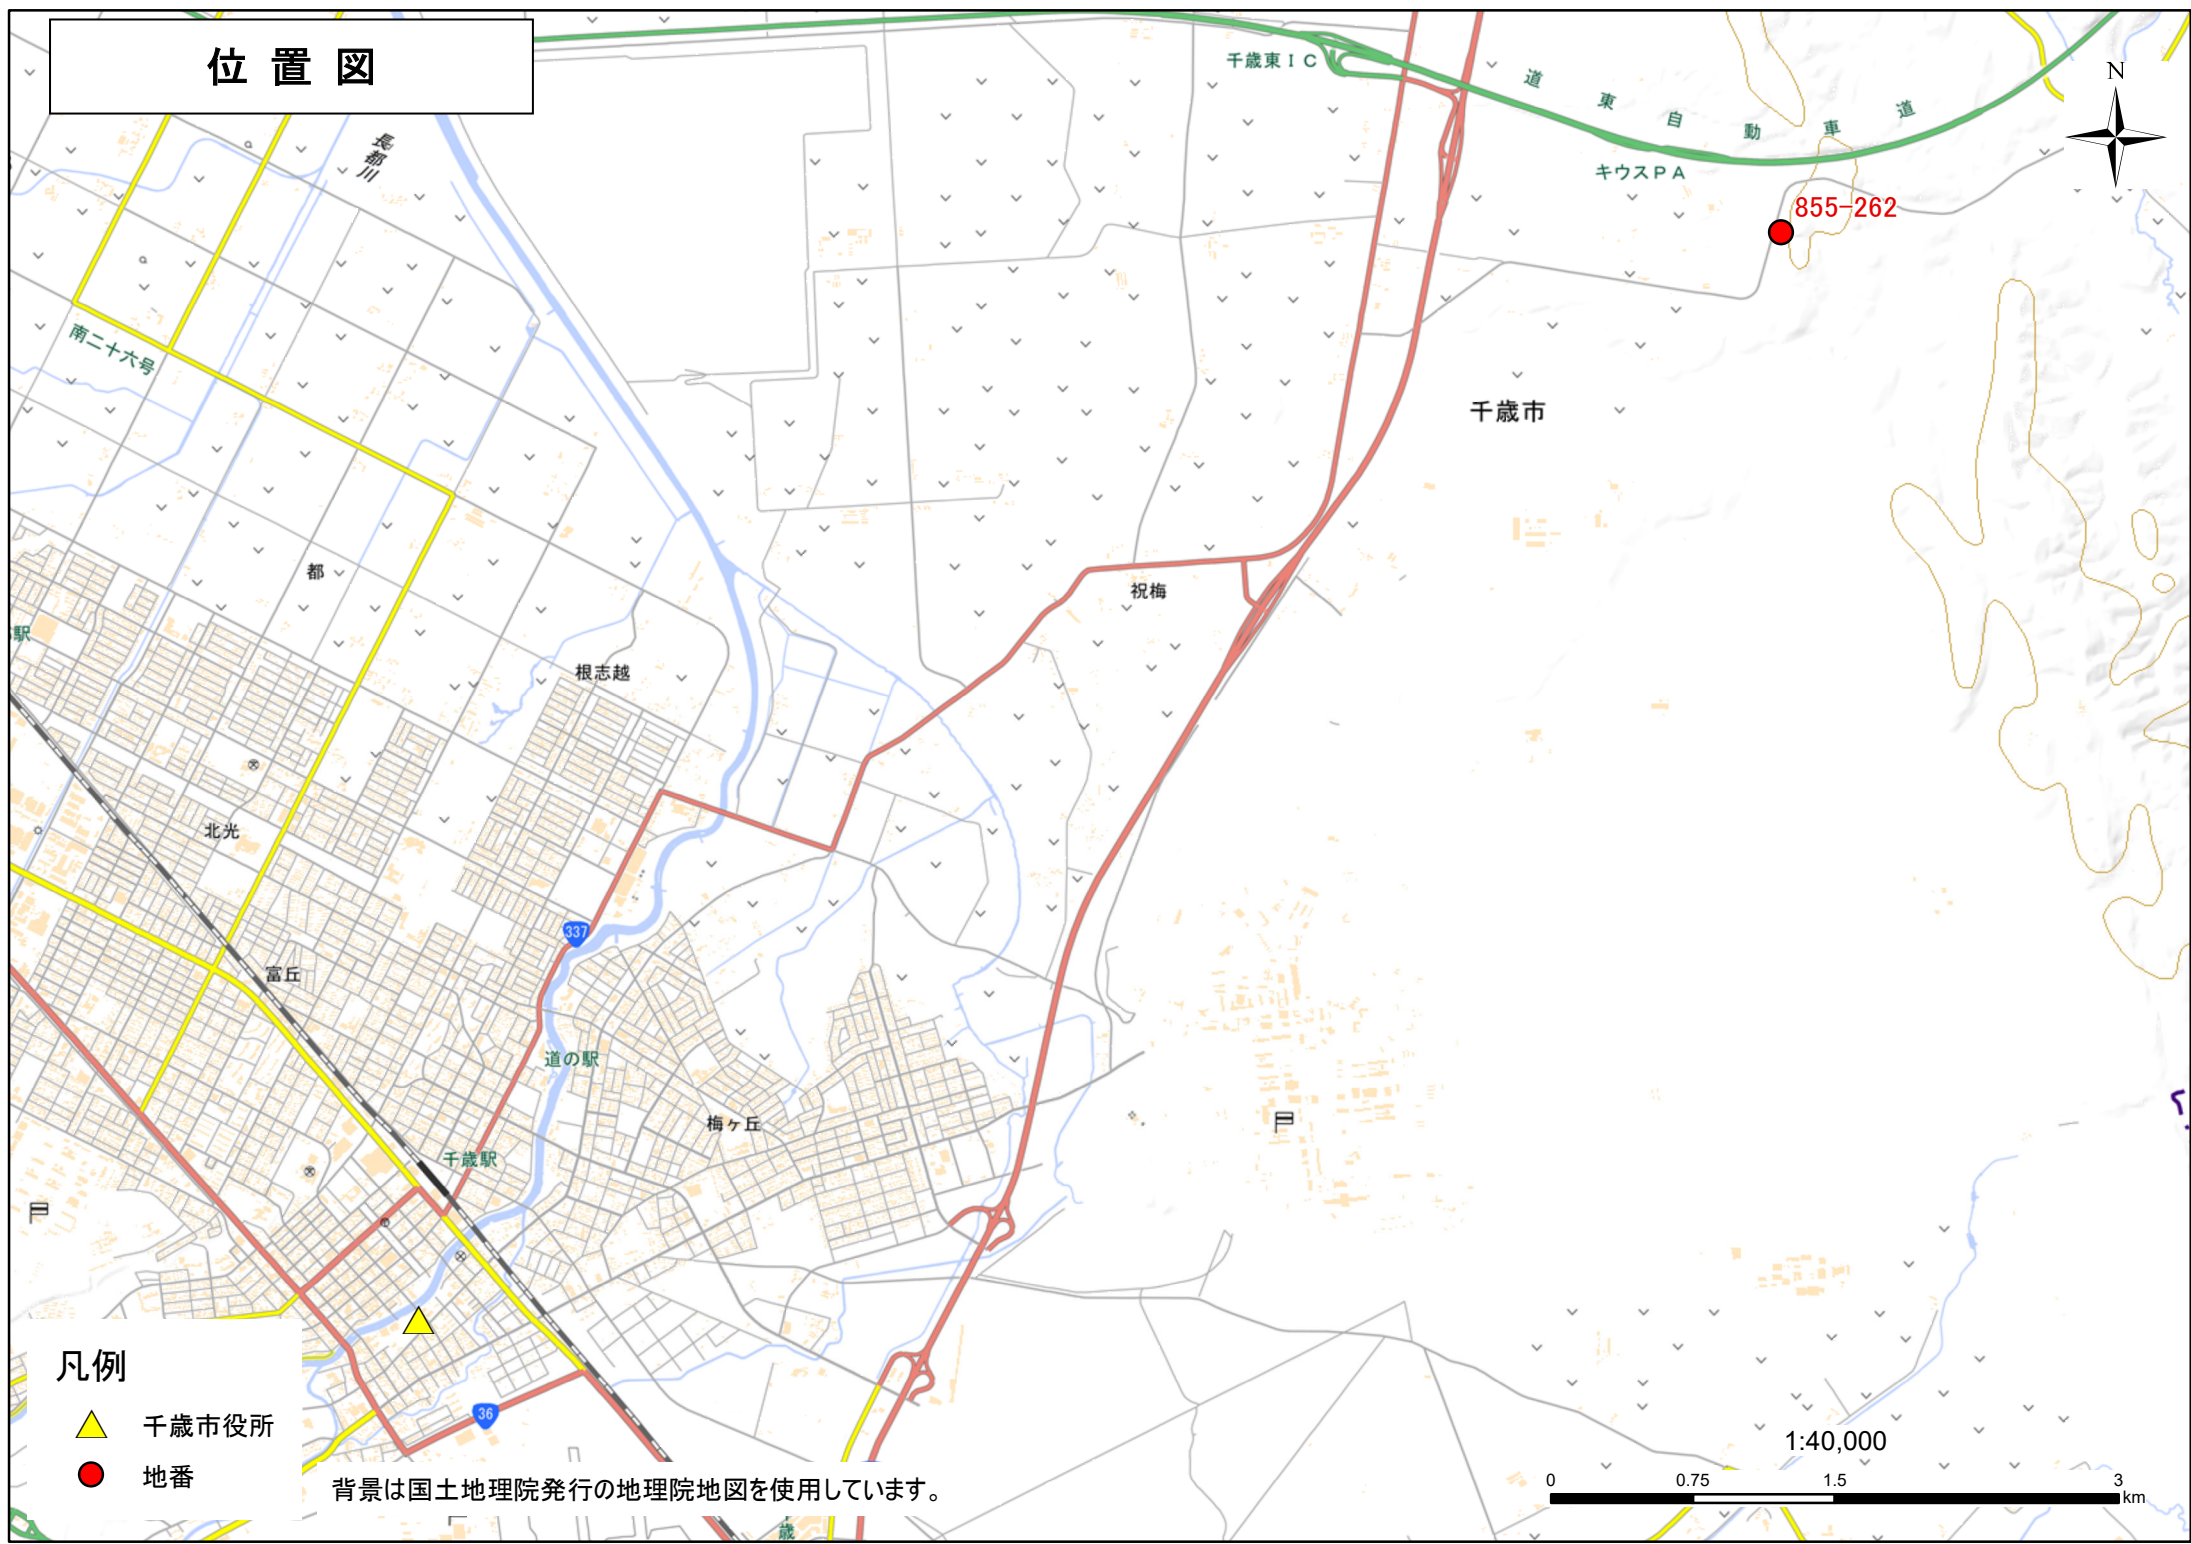 位置図
千歳東IC
道東自動車道
キウスPA
N
855-262
長都川
南二十六号
千歳市
都
祝梅
駅
根志越
北光
337
富丘
道の駅
梅ヶ丘
千歳駅
凡例
千歳市役所
地番
36
背景は国土地理院発行の地理院地図を使用しています。
歳
1:40,000
0 0.75 1.5 3
km